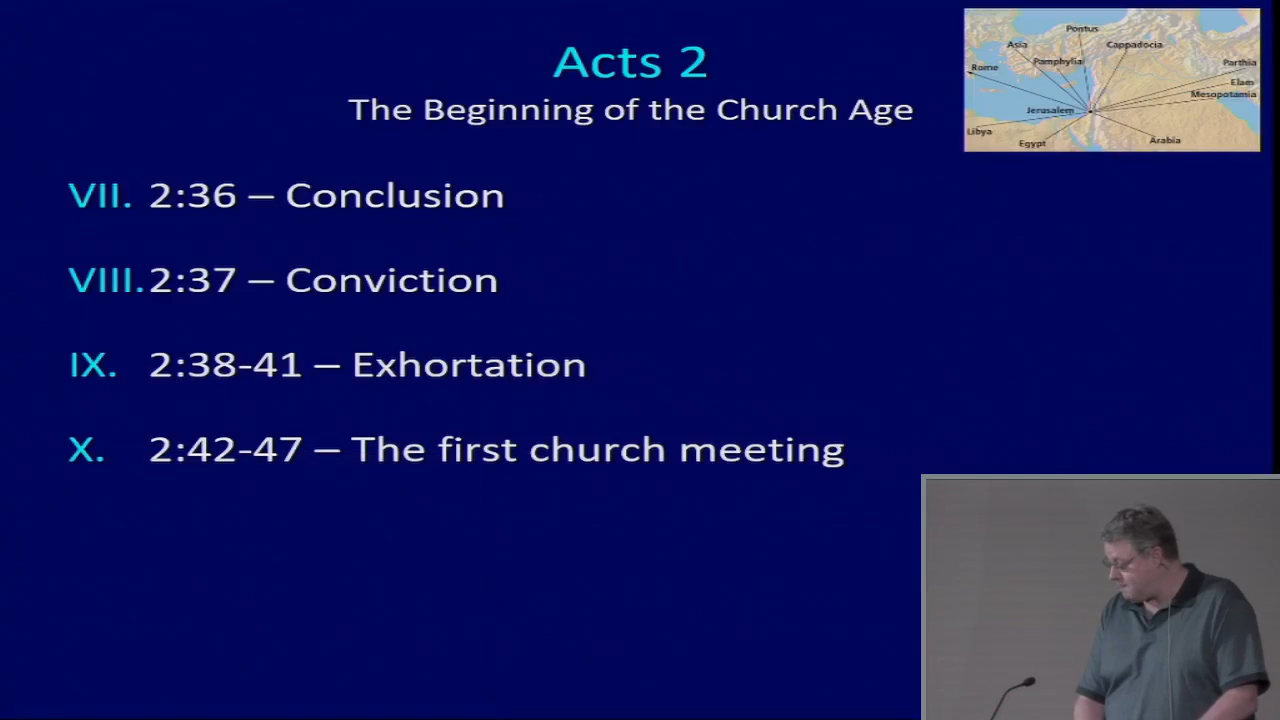 Acts 2
The Beginning of the Church Age
Pontus
Asia
Cappadocia
Pamphylia
Rome
Parthia
Elam
Mesopotamia
Jerusalem
Libya
Egypt
Arabia
VII. 2:36 – Conclusion
VIII. 2:37 – Conviction
IX. 2:38-41 – Exhortation
X. 2:42-47 – The first church meeting